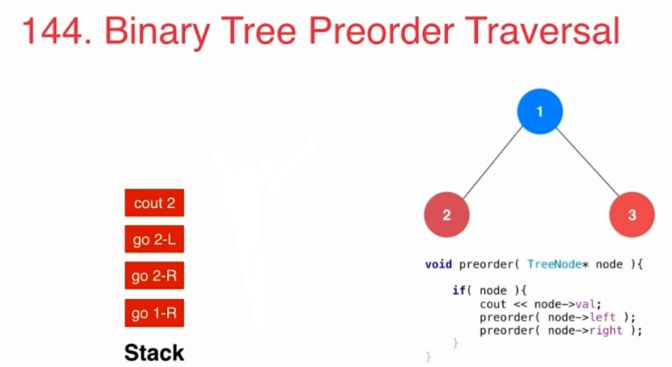 144. Binary Tree Preorder Traversal
1
2
3
cout 2
go 2-L
go 2-R
go 1-R
Stack
void preorder( TreeNode* node ){
if( node ){
cout << node->val;
preorder( node->left );
preorder( node->right );
}
}